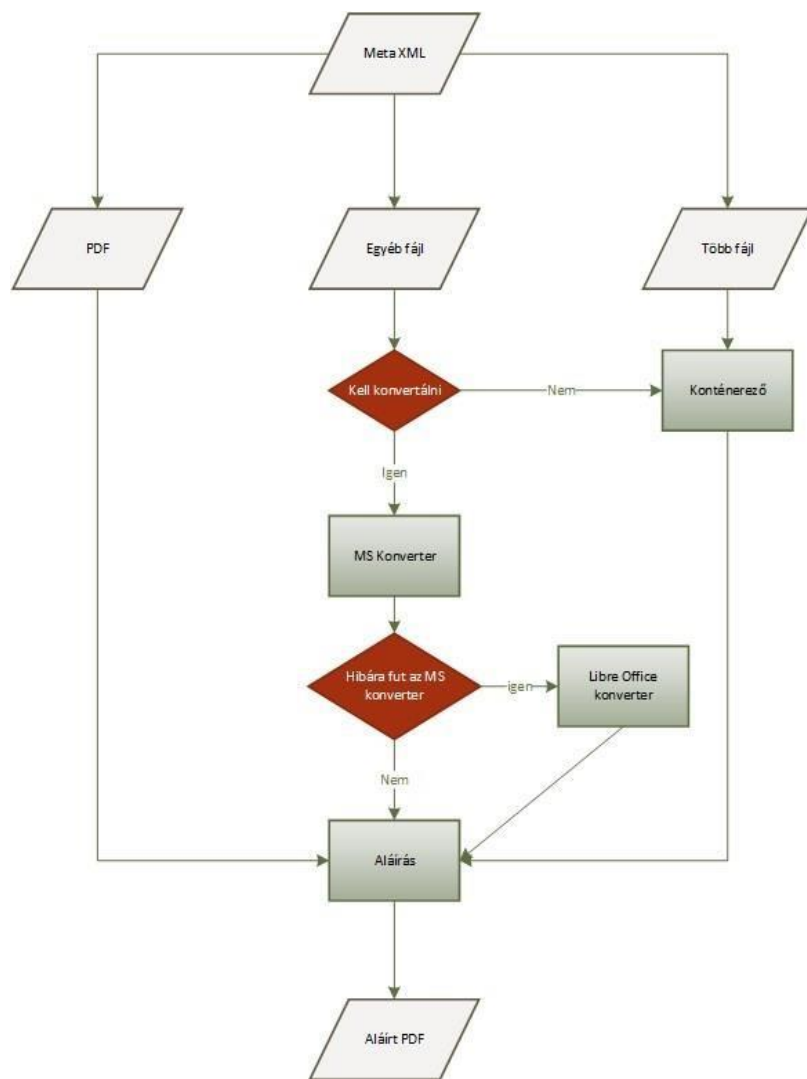 Meta XML
PDF
Egyéb fájl
Több fájl
Kell konvertálni
Nem
Konténerező
Igen
MS Konverter
Hibára fut az MS
konverter
igen
Libre Office
konverter
Nem
Aláírás
Aláírt PDF